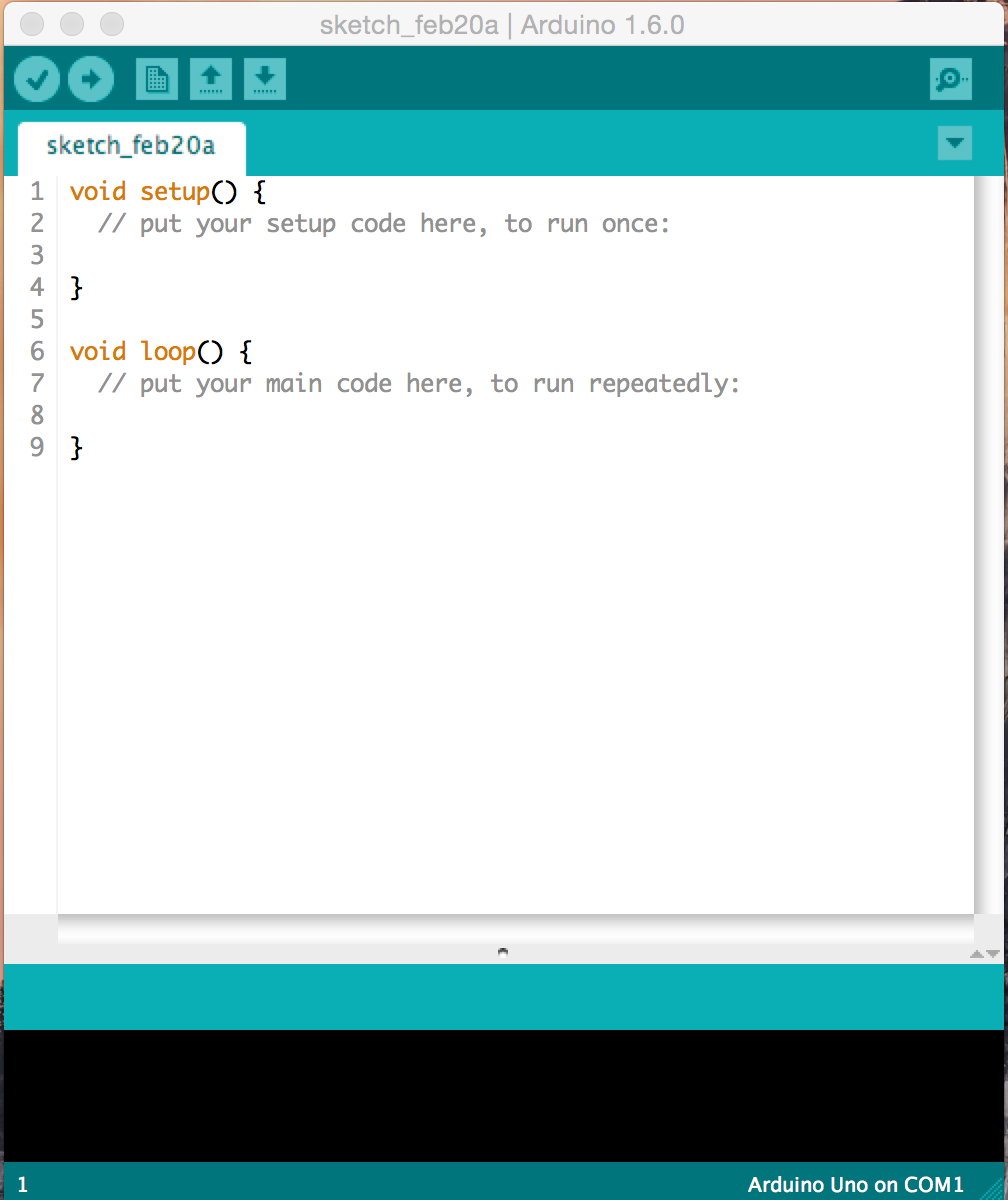 sketch_feb20a | Arduino 1.6.0
sketch_feb20a
1 void setup() {
2   // put your setup code here, to run once:
3
4 }
5
6 void loop() {
7   // put your main code here, to run repeatedly:
8
9 }
1
Arduino Uno on COM1